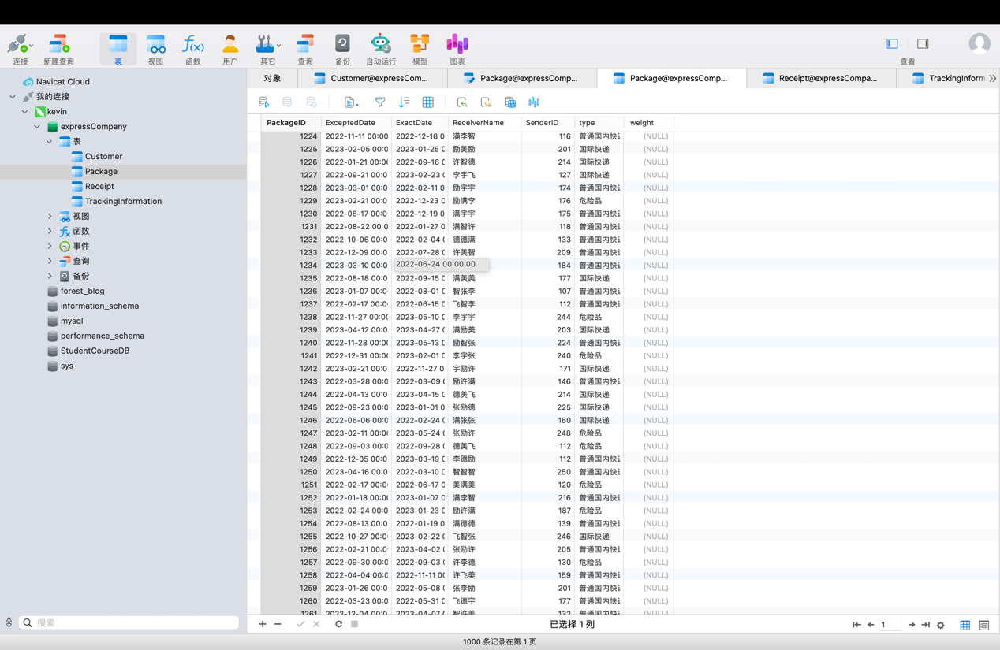 连接 新建查询 表 视图 函数 用户 其它 查询 备份 自动运行 模型 图表 查看
Navicat Cloud
我的连接
kevin
expressCompany
表
Customer
Package
Receipt
TrackingInformation
视图
函数
事件
查询
备份
forest_blog
information_schema
mysql
performance_schema
StudentCourseDB
sys
搜索
对象 Customer@expressCom... Package@expressComp... Package@expressComp... Receipt@expressCompa... TrackingInform
PackageID ExceptedDate ExactDate ReceiverName SenderID type weight
1224 2022-11-11 00:00 2022-12-18 0 满李智 116 普通国内快 (NULL)
1225 2023-02-05 00:0 2023-01-25 0 励美励 201 国际快递 (NULL)
1226 2022-01-21 00:0 2022-09-16 0 许智德 214 国际快递 (NULL)
1227 2022-09-21 00:0 2023-02-23 0 李宇飞 127 国际快递 (NULL)
1228 2023-03-01 00:0 2022-02-11 0 励宇宇 174 普通国内快 (NULL)
1229 2023-02-21 00:0 2022-12-23 0 励满李 176 危险品 (NULL)
1230 2022-08-17 00:0 2022-12-19 0 满宇宇 175 普通国内快 (NULL)
1231 2022-08-22 00:0 2022-01-27 0 满智许 118 普通国内快 (NULL)
1232 2022-10-06 00:0 2022-02-04 0 德德满 133 普通国内快 (NULL)
1233 2022-12-09 00:0 2022-07-28 0 许美智 209 普通国内快 (NULL)
1234 2023-03-10 00:0 2022-06-24 00:00:00 184 普通国内快 (NULL)
1235 2022-08-18 00:0 2022-09-15 0 满美美 177 国际快递 (NULL)
1236 2023-01-07 00:0 2022-08-01 0 智张李 107 普通国内快 (NULL)
1237 2022-02-17 00:0 2022-06-15 0 飞智李 112 普通国内快 (NULL)
1238 2022-11-27 00:0 2023-05-10 0 李宇宇 244 危险品 (NULL)
1239 2023-04-12 00:0 2023-04-27 0 满励美 203 国际快递 (NULL)
1240 2022-11-28 00:0 2023-05-13 0 励智张 224 普通国内快 (NULL)
1241 2022-12-31 00:0 2023-02-01 0 李宇张 240 危险品 (NULL)
1242 2023-02-21 00:0 2022-11-27 0 宇励许 171 国际快递 (NULL)
1243 2022-03-28 00:0 2022-03-09 0 励许满 146 普通国内快 (NULL)
1244 2022-04-13 00:0 2023-04-15 0 德美飞 214 国际快递 (NULL)
1245 2022-09-23 00:0 2023-01-01 0 张励德 225 国际快递 (NULL)
1246 2022-06-06 00:0 2022-02-24 0 满张张 160 国际快递 (NULL)
1247 2023-02-11 00:0 2023-05-24 0 张励许 248 危险品 (NULL)
1248 2022-09-03 00:0 2022-09-28 0 德美飞 112 危险品 (NULL)
1249 2022-12-05 00:0 2023-03-19 0 李德励 112 普通国内快 (NULL)
1250 2023-04-16 00:0 2022-03-10 0 智智智 250 普通国内快 (NULL)
1251 2022-02-17 00:0 2022-06-17 0 美满美 120 危险品 (NULL)
1252 2022-01-18 00:0 2023-01-07 0 满李智 216 普通国内快 (NULL)
1253 2022-02-24 00:0 2023-01-23 0 励许满 187 危险品 (NULL)
1254 2022-08-13 00:0 2022-01-19 0 满德德 139 普通国内快 (NULL)
1255 2022-10-27 00:0 2023-02-22 0 飞智张 246 国际快递 (NULL)
1256 2022-02-21 00:0 2023-04-02 0 张励许 205 普通国内快 (NULL)
1257 2022-09-30 00:0 2022-09-03 0 许李德 130 危险品 (NULL)
1258 2022-04-04 00:0 2022-11-11 00 许飞美 159 普通国内快 (NULL)
1259 2023-01-26 00:0 2022-05-08 0 张李励 201 普通国内快 (NULL)
1260 2022-03-23 00:0 2022-05-31 0 飞德宇 177 普通国内快 (NULL)
1261 2022-12-04 00:0 2023-04-07 智许美 132 普通国内快 (NULL)
已选择 1 列
1
1000 条记录在第 1 页